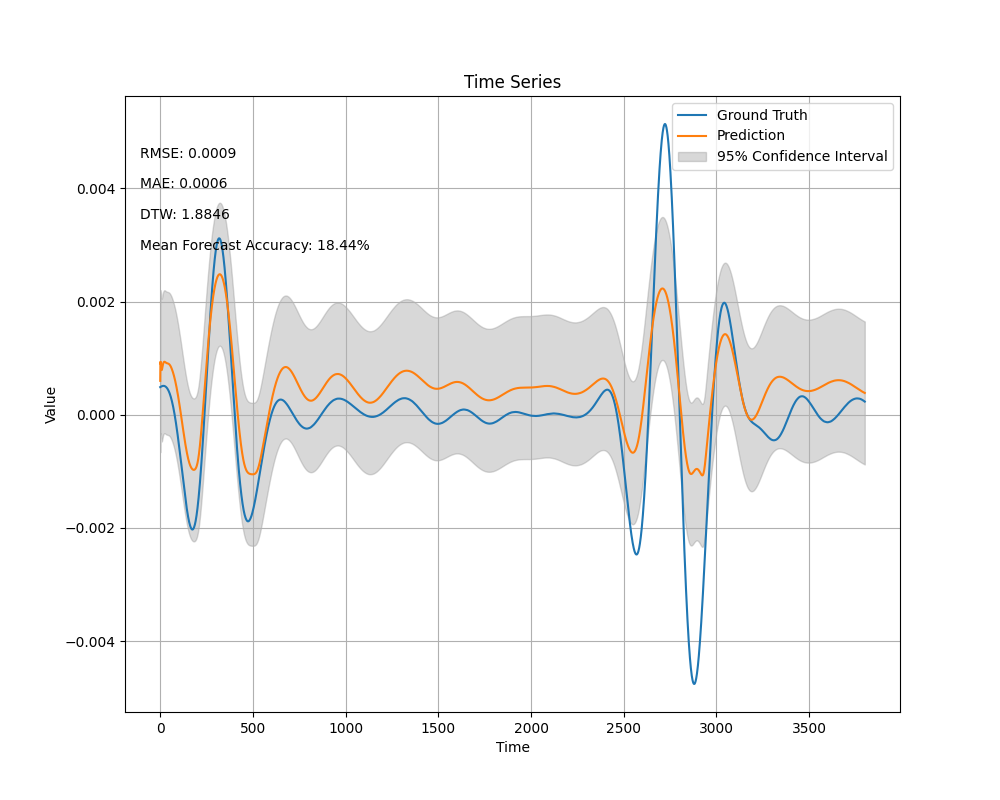 Time Series
Ground Truth
Prediction
95% Confidence Interval
RMSE: 0.0009
MAE: 0.0006
DTW: 1.8846
Mean Forecast Accuracy: 18.44%
Value
0.004
0.002
0.000
−0.002
−0.004
0 500 1000 1500 2000 2500 3000 3500
Time